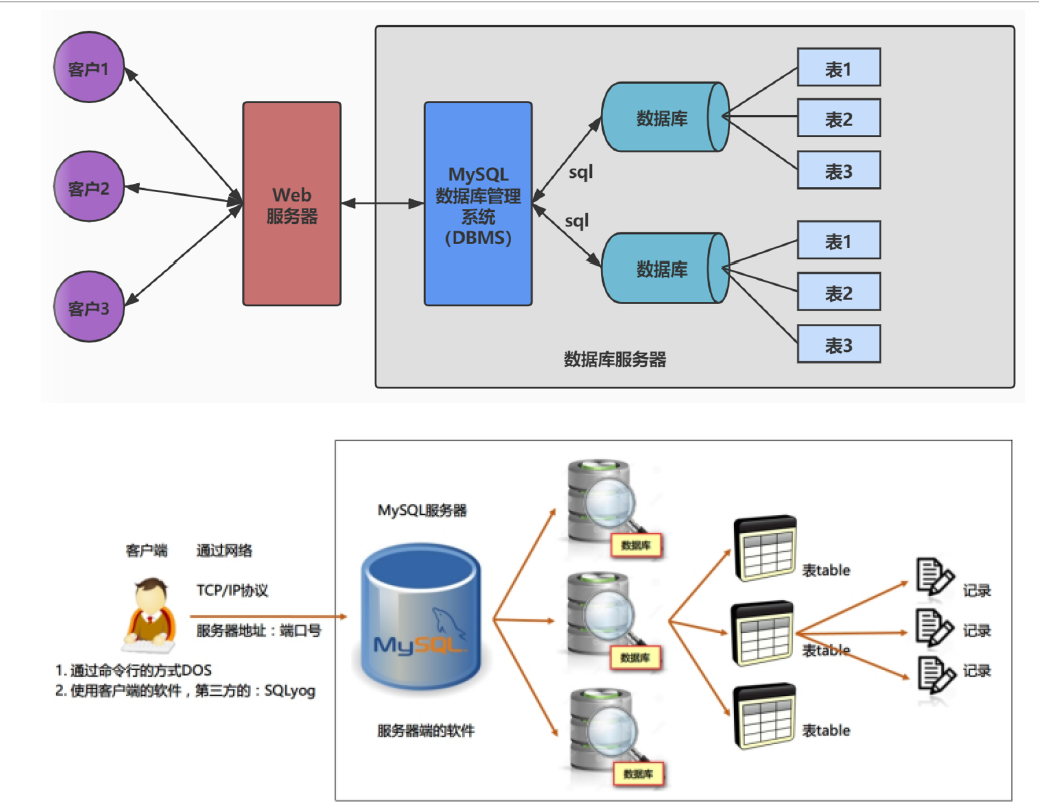 客户1
客户2
客户3
Web
服务器
MySQL
数据库管理
系统
（DBMS）
sql
sql
数据库
数据库
表1
表2
表3
表1
表2
表3
数据库服务器
客户端 通过网络
TCP/IP协议
服务器地址：端口号
1. 通过命令行的方式DOS
2. 使用客户端的软件，第三方的：SQLyog
MySQL服务器
MySQL
服务器端的软件
数据库
数据库
数据库
表table
表table
表table
记录
记录
记录